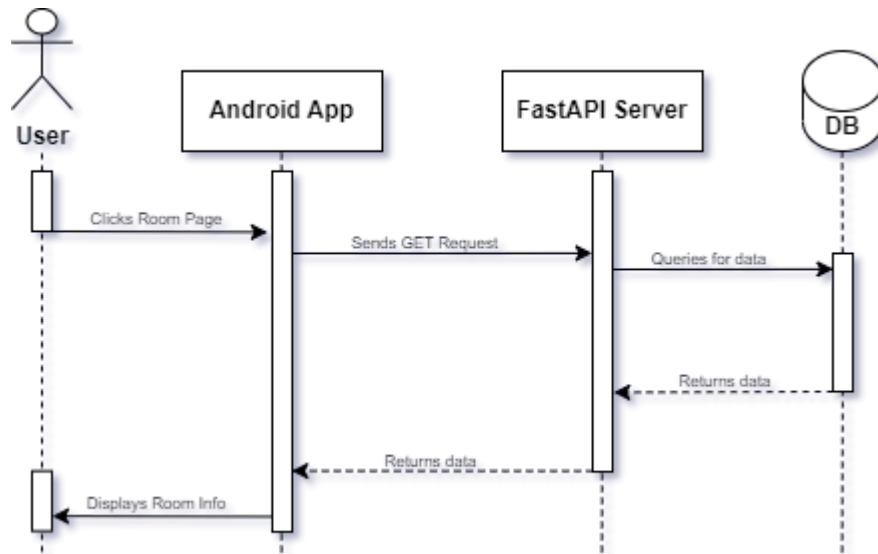 Android App
FastAPI Server
DB
User
Clicks Room Page
Sends GET Request
Queries for data
Returns data
Returns data
Displays Room Info